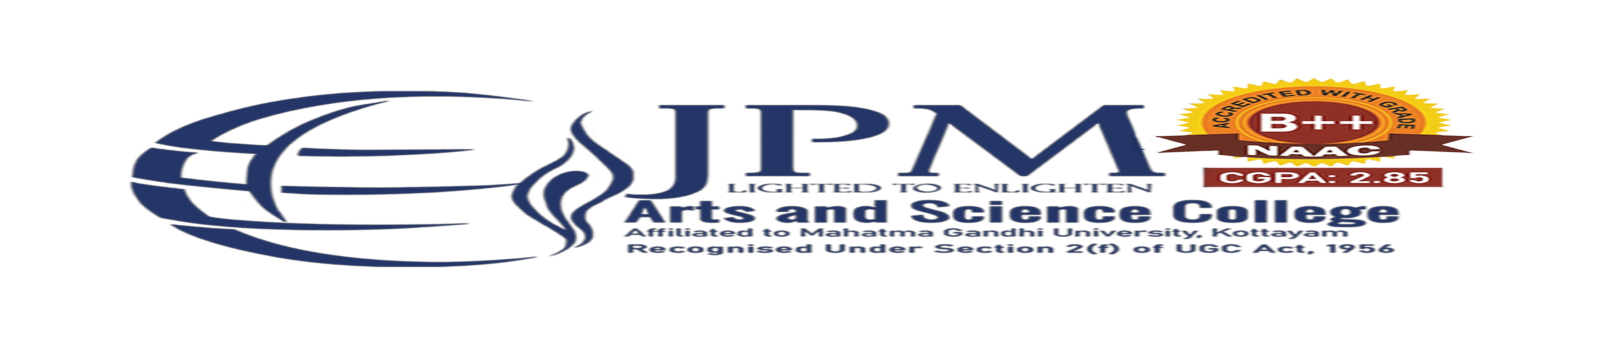 JPM
LIGHTED TO ENLIGHTEN
Arts and Science College
Affiliated to Mahatma Gandhi University, Kottayam
Recognised Under Section 2(f) of UGC Act, 1956
ACCREDITED WITH GRADE
B++
NAAC
CGPA: 2.85